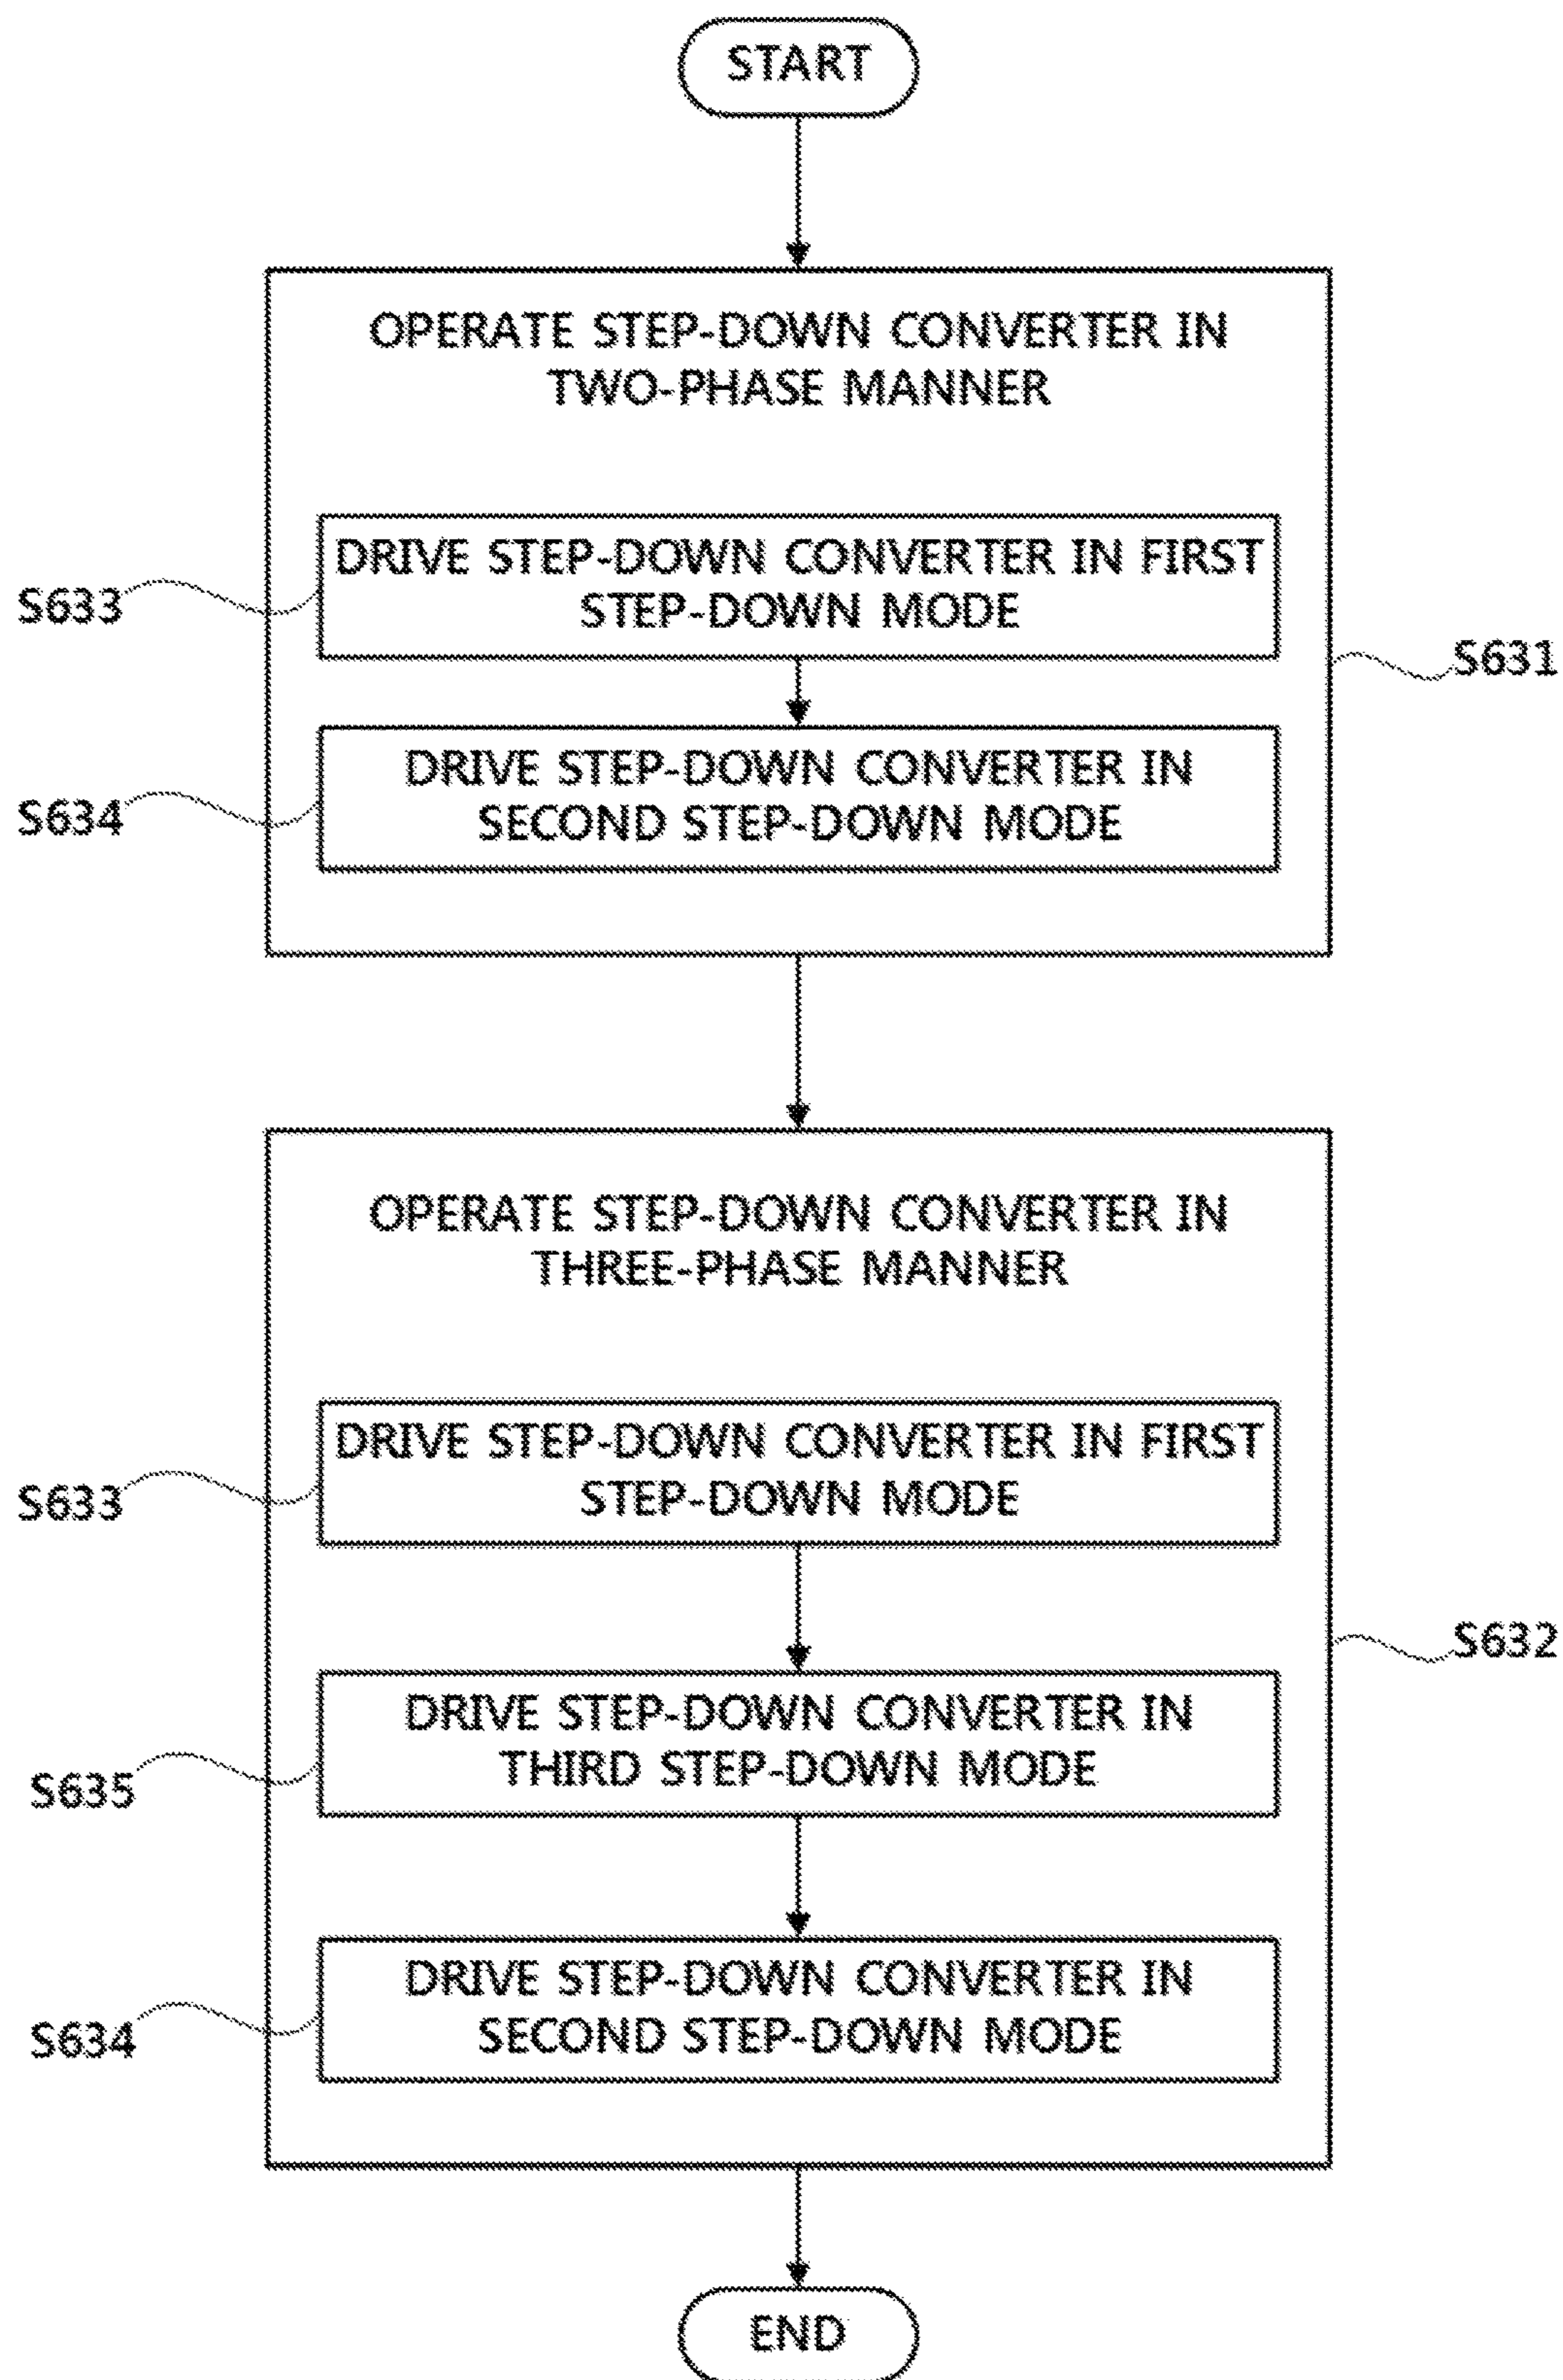 START
OPERATE STEP-DOWN CONVERTER IN
TWO-PHASE MANNER
DRIVE STEP-DOWN CONVERTER IN FIRST
STEP-DOWN MODE
S633
S631
DRIVE STEP-DOWN CONVERTER IN
SECOND STEP-DOWN MODE
S634
OPERATE STEP-DOWN CONVERTER IN
THREE-PHASE MANNER
DRIVE STEP-DOWN CONVERTER IN FIRST
STEP-DOWN MODE
S633
S632
DRIVE STEP-DOWN CONVERTER IN
THIRD STEP-DOWN MODE
S635
DRIVE STEP-DOWN CONVERTER IN
SECOND STEP-DOWN MODE
S634
END